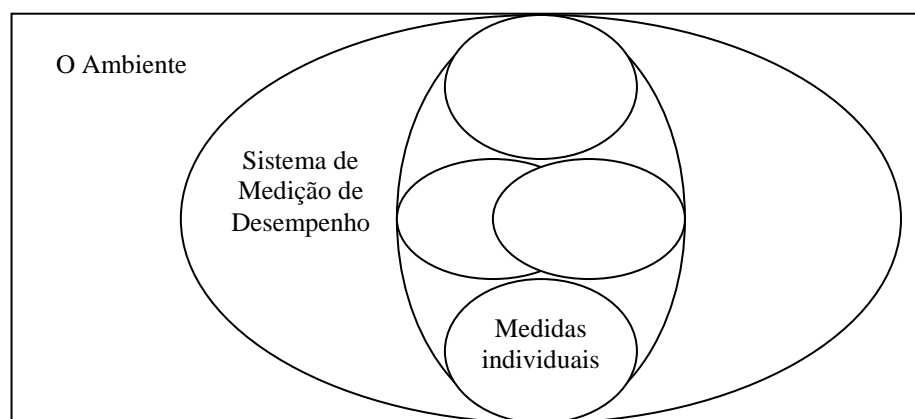 O Ambiente
Sistema de
Medição de
Desempenho
Medidas
individuais